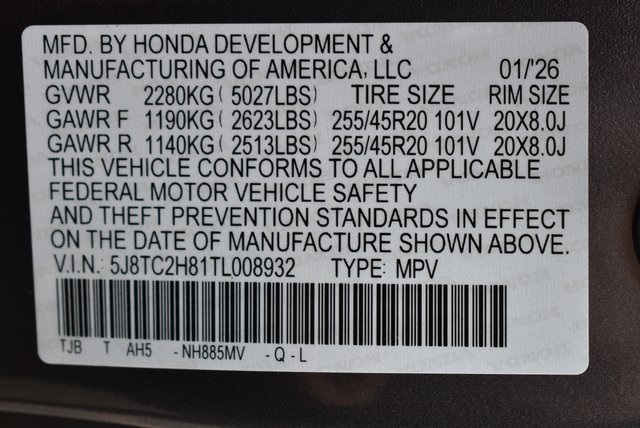 MFD. BY HONDA DEVELOPMENT &
MANUFACTURING OF AMERICA, LLC 01/'26
GVWR 2280KG( 5027LBS) TIRE SIZE RIM SIZE
GAWR F 1190KG( 2623LBS) 255/45R20 101V 20X8.0J
GAWR R 1140KG( 2513LBS) 255/45R20 101V 20X8.0J
THIS VEHICLE CONFORMS TO ALL APPLICABLE
FEDERAL MOTOR VEHICLE SAFETY
AND THEFT PREVENTION STANDARDS IN EFFECT
ON THE DATE OF MANUFACTURE SHOWN ABOVE.
V.I.N.: 5J8TC2H81TL008932 TYPE: MPV
TJB T AH5 -NH885MV -Q-L